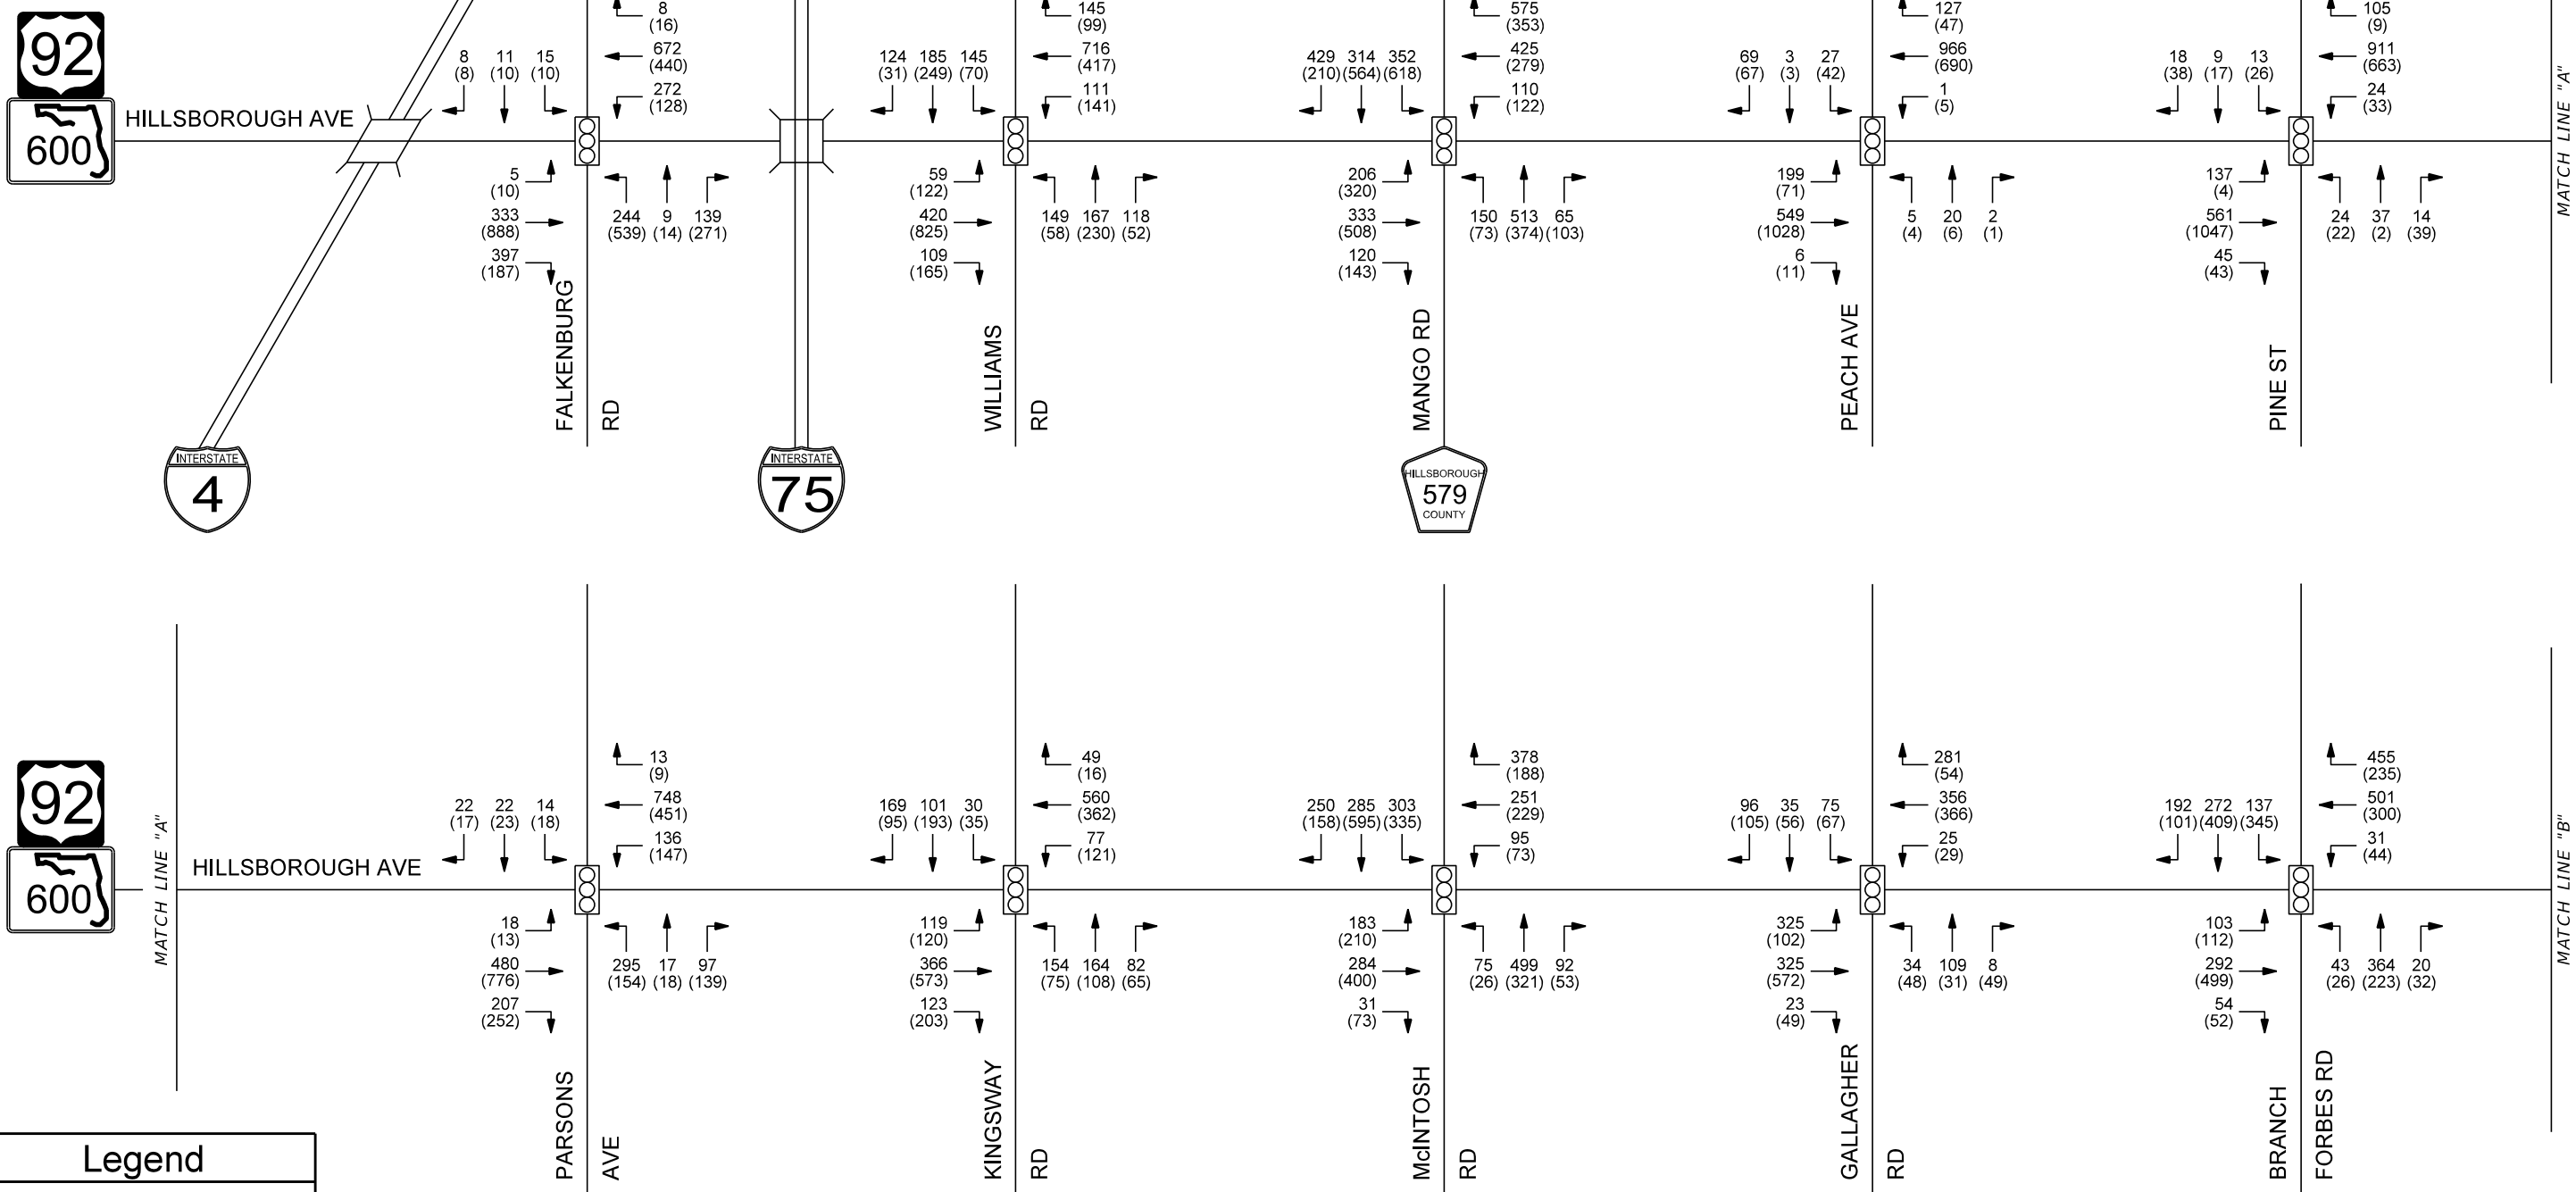 92
600
HILLSBOROUGH AVE
8 11 15
(8) (10) (10)
8
(16)
672
(440)
272
(128)
5
(10)
333
(888)
397
(187)
244 9 139
(539) (14) (271)
FALKENBURG
RD
124 185 145
(31) (249) (70)
145
(99)
716
(417)
111
(141)
59
(122)
420
(825)
109
(165)
149 167 118
(58) (230) (52)
WILLIAMS
RD
429 314 352
(210) (564) (618)
575
(353)
425
(279)
110
(122)
206
(320)
333
(508)
120
(143)
150 513 65
(73) (374) (103)
MANGO RD
69 3 27
(67) (3) (42)
127
(47)
966
(690)
1
(5)
199
(71)
549
(1028)
6
(11)
5 20 2
(4) (6) (1)
PEACH AVE
18 9 13
(38) (17) (26)
105
(9)
911
(663)
24
(33)
137
(4)
561
(1047)
45
(43)
24 37 14
(22) (2) (39)
PINE ST
MATCH LINE "A"
INTERSTATE
4
INTERSTATE
75
HILLSBOROUGH
579
COUNTY
92
600
MATCH LINE "A"
HILLSBOROUGH AVE
22 22 14
(17) (23) (18)
13
(9)
748
(451)
136
(147)
18
(13)
480
(776)
207
(252)
295 17 97
(154) (18) (139)
PARSONS
AVE
169 101 30
(95) (193) (35)
49
(16)
560
(362)
77
(121)
119
(120)
366
(573)
123
(203)
154 164 82
(75) (108) (65)
KINGSWAY
RD
250 285 303
(158) (595) (335)
378
(188)
251
(229)
95
(73)
183
(210)
284
(400)
31
(73)
75 499 92
(26) (321) (53)
McINTOSH
RD
96 35 75
(105) (56) (67)
281
(54)
356
(366)
25
(29)
325
(102)
325
(572)
23
(49)
34 109 8
(48) (31) (49)
GALLAGHER
RD
192 272 137
(101) (409) (345)
455
(235)
501
(300)
31
(44)
103
(112)
292
(499)
54
(52)
43 364 20
(26) (223) (32)
BRANCH
FORBES RD
MATCH LINE "B"
Legend